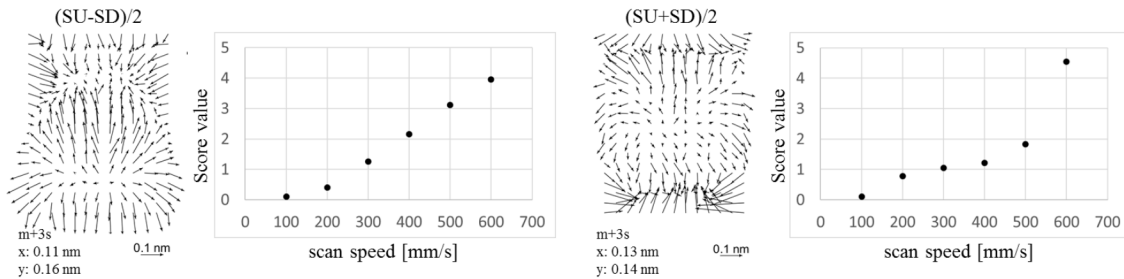 (SU-SD)/2
5
4
3
2
1
0
Score value
0 100 200 300 400 500 600 700
scan speed [mm/s]
m+3s
x: 0.11 nm
y: 0.16 nm
0.1 nm
(SU+SD)/2
5
4
3
2
1
0
Score value
0 100 200 300 400 500 600 700
scan speed [mm/s]
m+3s
x: 0.13 nm
y: 0.14 nm
0.1 nm